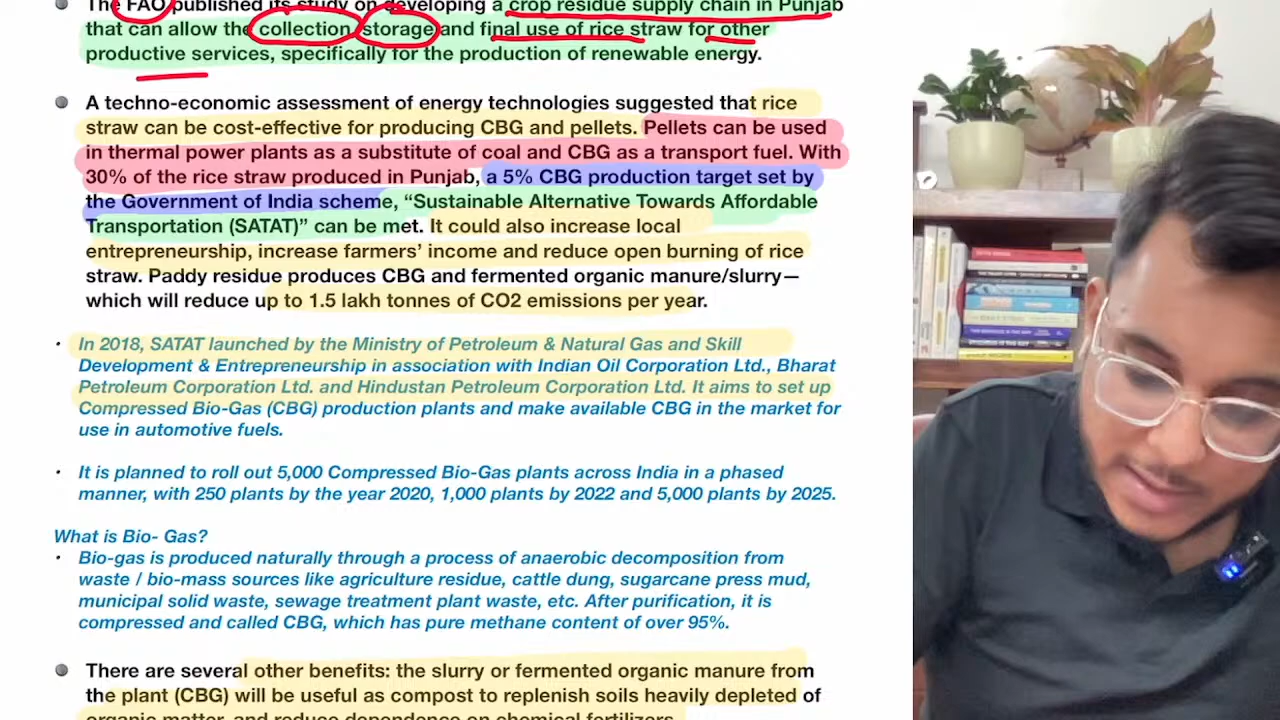 The FAO published its study on developing a crop residue supply chain in Punjab
that can allow the collection storage and final use of rice straw for other
productive services, specifically for the production of renewable energy.
A techno-economic assessment of energy technologies suggested that rice
straw can be cost-effective for producing CBG and pellets. Pellets can be used
in thermal power plants as a substitute of coal and CBG as a transport fuel. With
30% of the rice straw produced in Punjab, a 5% CBG production target set by
the Government of India scheme, “Sustainable Alternative Towards Affordable
Transportation (SATAT)” can be met. It could also increase local
entrepreneurship, increase farmers’ income and reduce open burning of rice
straw. Paddy residue produces CBG and fermented organic manure/slurry—
which will reduce up to 1.5 lakh tonnes of CO2 emissions per year.
In 2018, SATAT launched by the Ministry of Petroleum & Natural Gas and Skill
Development & Entrepreneurship in association with Indian Oil Corporation Ltd., Bharat
Petroleum Corporation Ltd. and Hindustan Petroleum Corporation Ltd. It aims to set up
Compressed Bio-Gas (CBG) production plants and make available CBG in the market for
use in automotive fuels.
It is planned to roll out 5,000 Compressed Bio-Gas plants across India in a phased
manner, with 250 plants by the year 2020, 1,000 plants by 2022 and 5,000 plants by 2025.
What is Bio- Gas?
Bio-gas is produced naturally through a process of anaerobic decomposition from
waste / bio-mass sources like agriculture residue, cattle dung, sugarcane press mud,
municipal solid waste, sewage treatment plant waste, etc. After purification, it is
compressed and called CBG, which has pure methane content of over 95%.
There are several other benefits: the slurry or fermented organic manure from
the plant (CBG) will be useful as compost to replenish soils heavily depleted of
organic matter, and reduce dependence on chemical fertilizers.